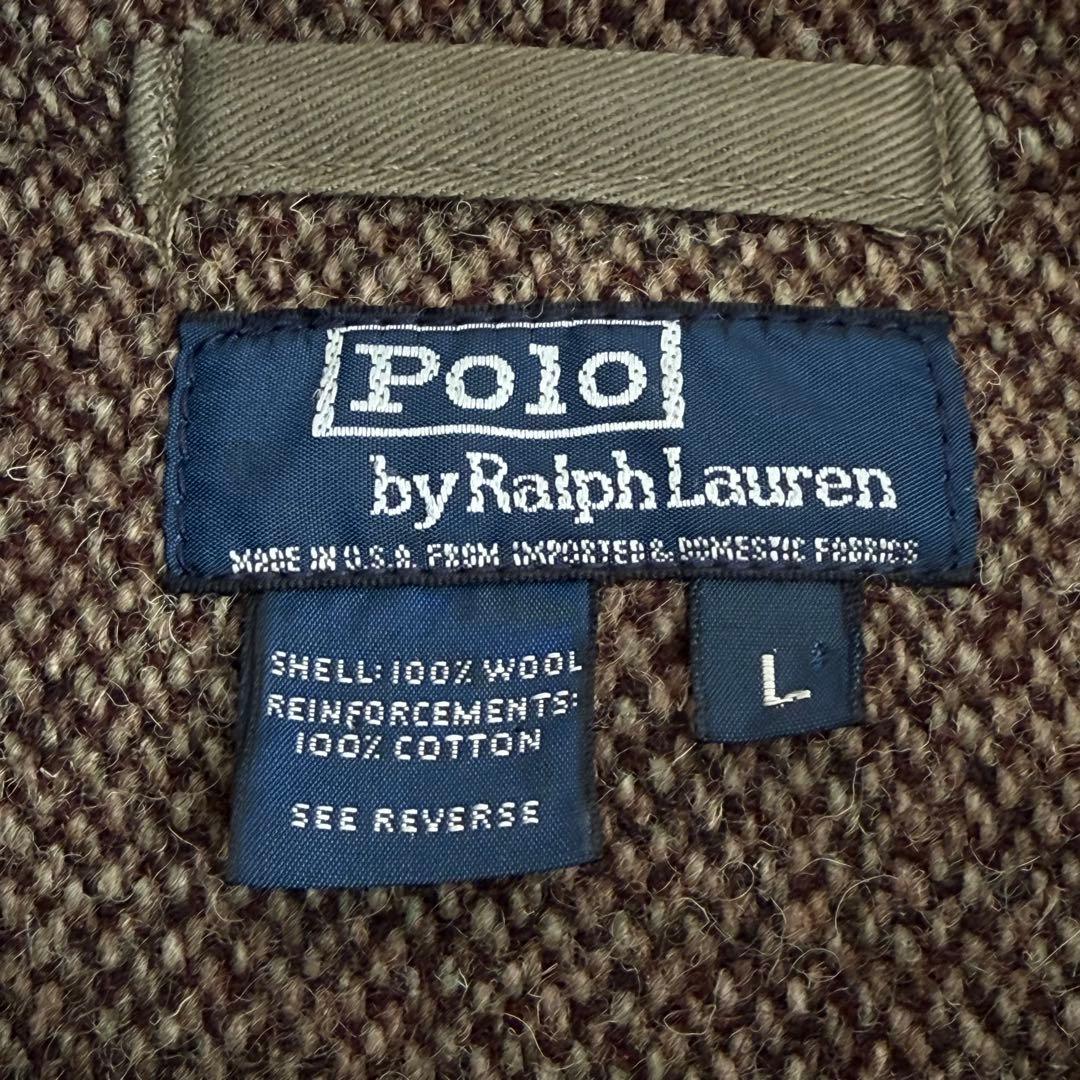 Polo
by Ralph Lauren
MADE IN U.S.A. FROM IMPORTED & DOMESTIC FABRICS
SHELL: 100% WOOL
REINFORCEMENTS:
100% COTTON
SEE REVERSE
L